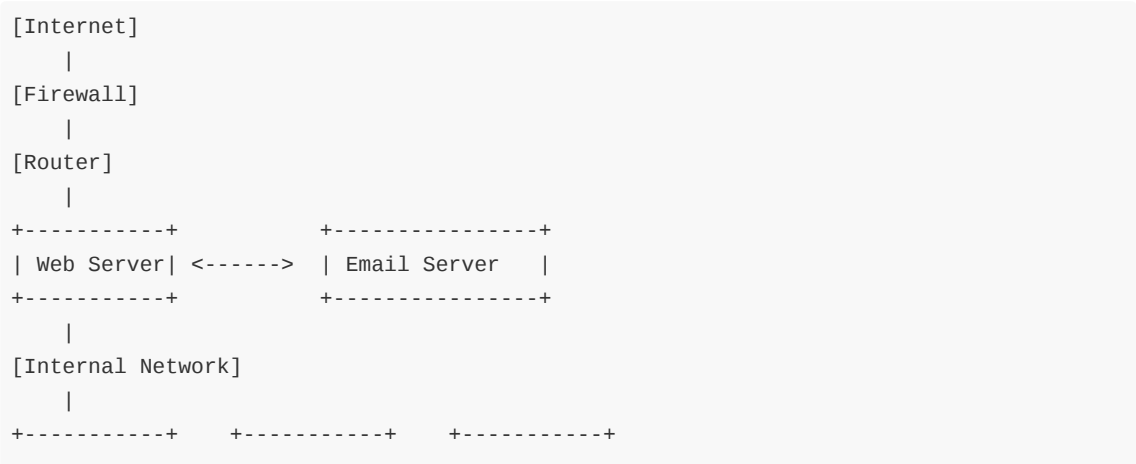 [Internet]
    |
[Firewall]
    |
[Router]
    |
+-----------+             +----------------+
| Web Server| <------>  | Email Server   |
+-----------+             +----------------+
    |
[Internal Network]
    |
+-----------+    +-----------+    +-----------+